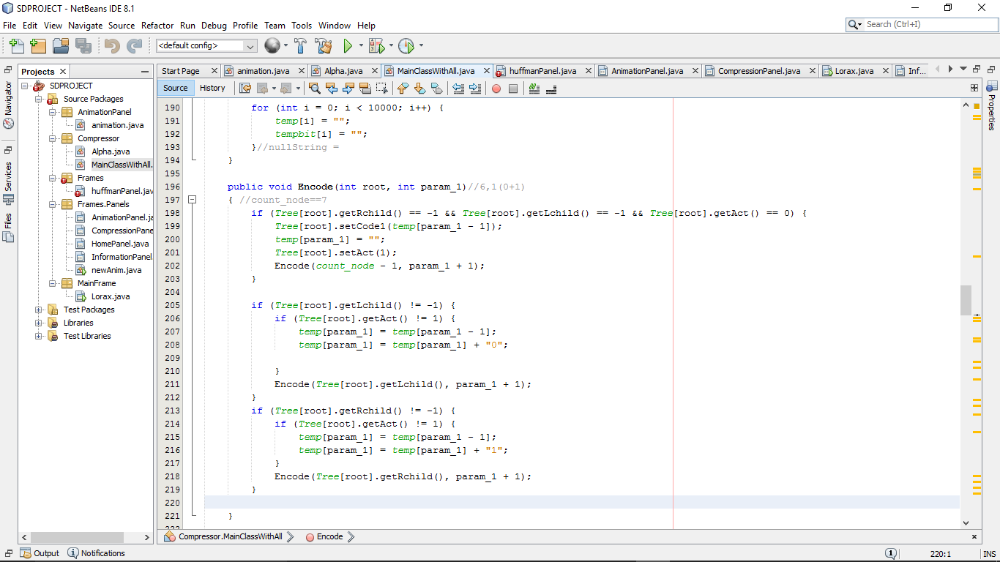 SDPROJECT - NetBeans IDE 8.1
File Edit View Navigate Source Refactor Run Debug Profile Team Tools Window Help
Search (Ctrl+I)
<default config>
Projects
Start Page animation.java Alpha.java MainClassWithAll.java huffmanPanel.java AnimationPanel.java CompressionPanel.java Lorax.java Inf...
Source History
Navigator
Services
Files
SDPROJECT
Source Packages
AnimationPanel
animation.java
Compressor
Alpha.java
MainClassWithAll.
Frames
huffmanPanel.jav
Frames.Panels
AnimationPanel.ja
CompressionPane
HomePanel.java
InformationPanel
newAnim.java
MainFrame
Lorax.java
Test Packages
Libraries
Test Libraries
190 for (int i = 0; i < 10000; i++) {
191 temp[i] = "";
192 tempbit[i] = "";
193 }//nullString =
194 }
195
196 public void Encode(int root, int param_1)//6,1(0+1)
197 { //count_node==7
198 if (Tree[root].getRchild() == -1 && Tree[root].getLchild() == -1 && Tree[root].getAct() == 0) {
199 Tree[root].setCode1(temp[param_1 - 1]);
200 temp[param_1] = "";
201 Tree[root].setAct(1);
202 Encode(count_node - 1, param_1 + 1);
203 }
204
205 if (Tree[root].getLchild() != -1) {
206 if (Tree[root].getAct() != 1) {
207 temp[param_1] = temp[param_1 - 1];
208 temp[param_1] = temp[param_1] + "0";
209
210 }
211 Encode(Tree[root].getLchild(), param_1 + 1);
212 }
213 if (Tree[root].getRchild() != -1) {
214 if (Tree[root].getAct() != 1) {
215 temp[param_1] = temp[param_1 - 1];
216 temp[param_1] = temp[param_1] + "1";
217 }
218 Encode(Tree[root].getRchild(), param_1 + 1);
219 }
220
221 }
Properties
Compressor.MainClassWithAll Encode
Output Notifications
1 220:1 INS